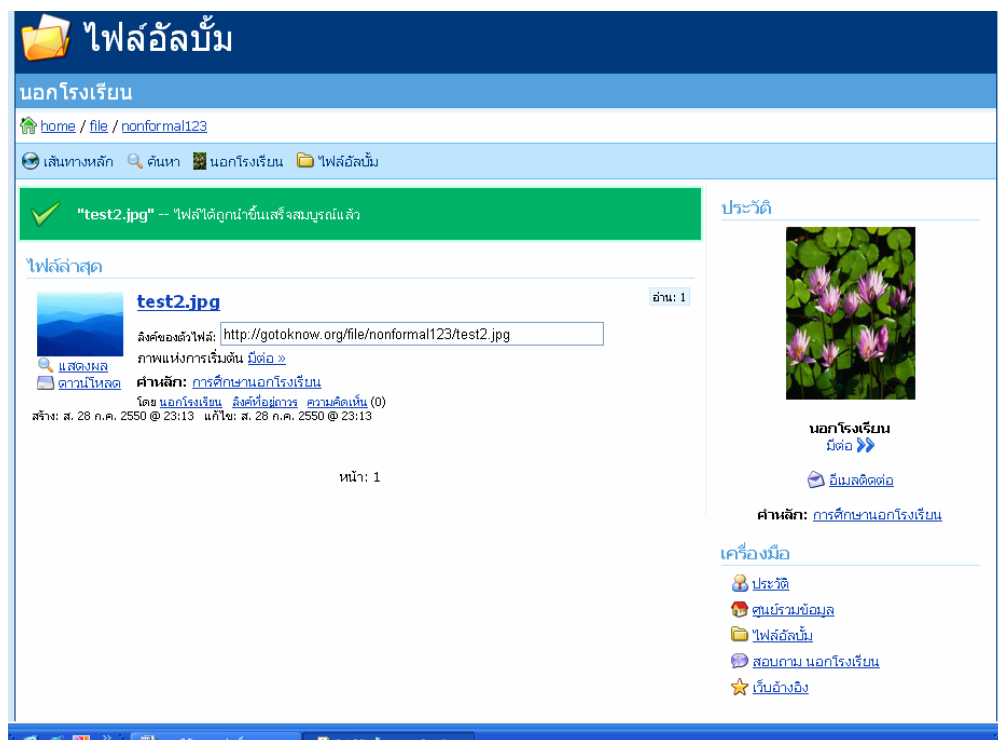 ไฟล์อัลบั้ม
นอกโรงเรียน
home / file / nonformal123
เส้นทางหลัก ค้นหา นอกโรงเรียน ไฟล์อัลบั้ม
"test2.jpg" -- ไฟล์ได้ถูกนำขึ้นเสร็จสมบูรณ์แล้ว
ไฟล์ล่าสุด
test2.jpg
อ่าน: 1
ลิงค์ของตัวไฟล์: http://gotoknow.org/file/nonformal123/test2.jpg
ภาพแห่งการเริ่มต้น มีต่อ »
แสดงผล
ดาวน์โหลด
คำหลัก: การศึกษานอกโรงเรียน
โดย นอกโรงเรียน ลิงค์ที่อยู่ถาวร ความคิดเห็น (0)
สร้าง: ส. 28 ก.ค. 2550 @ 23:13 แก้ไข: ส. 28 ก.ค. 2550 @ 23:13
หน้า: 1
ประวัติ
นอกโรงเรียน
มีต่อ
อีเมลติดต่อ
คำหลัก: การศึกษานอกโรงเรียน
เครื่องมือ
ประวัติ
ศูนย์รวมข้อมูล
ไฟล์อัลบั้ม
สอบถาม นอกโรงเรียน
เว็บอ้างอิง